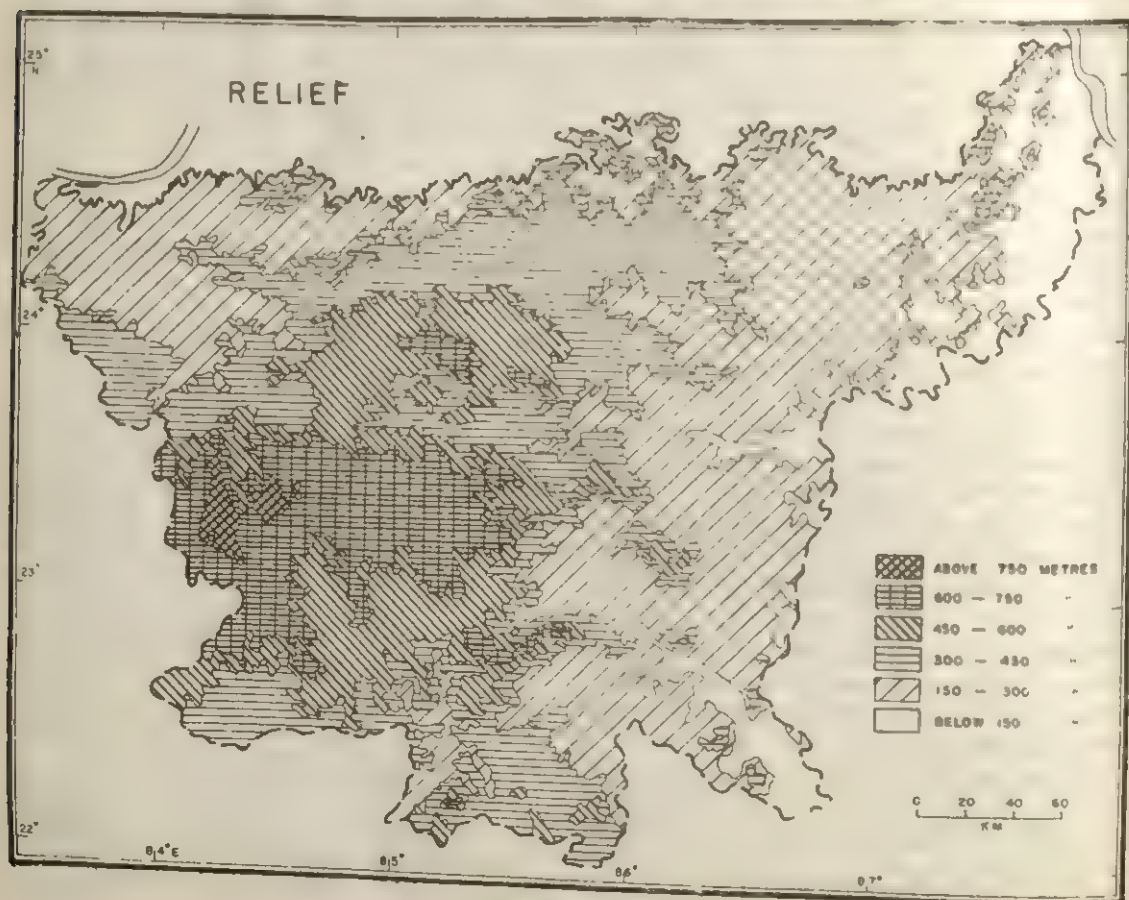 25°
N
RELIEF
24°
23°
22°
84°E
85°
86°
87°
ABOVE 750 METRES
600 — 750 "
450 — 600 "
300 — 450 "
150 — 300 "
BELOW 150 "
0 20 40 60
KM